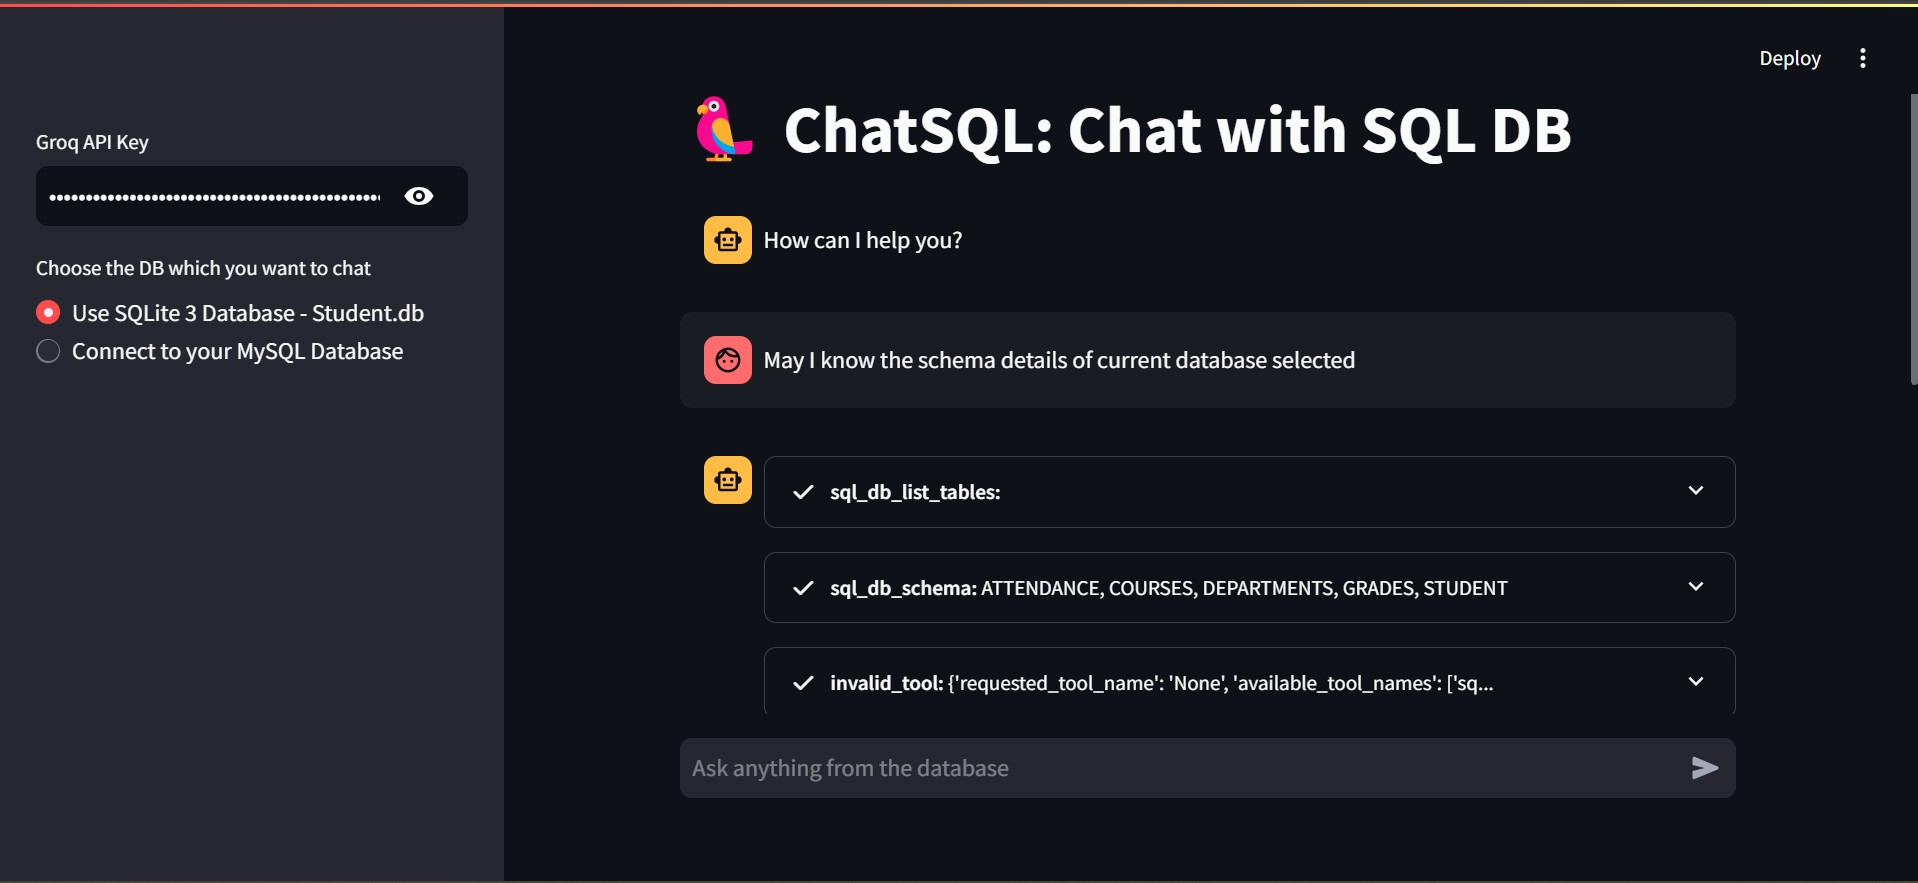 Deploy
Groq API Key
Choose the DB which you want to chat
Use SQLite 3 Database - Student.db
Connect to your MySQL Database
ChatSQL: Chat with SQL DB
How can I help you?
May I know the schema details of current database selected
sql_db_list_tables:
sql_db_schema: ATTENDANCE, COURSES, DEPARTMENTS, GRADES, STUDENT
invalid_tool: {'requested_tool_name': 'None', 'available_tool_names': ['sq...
Ask anything from the database